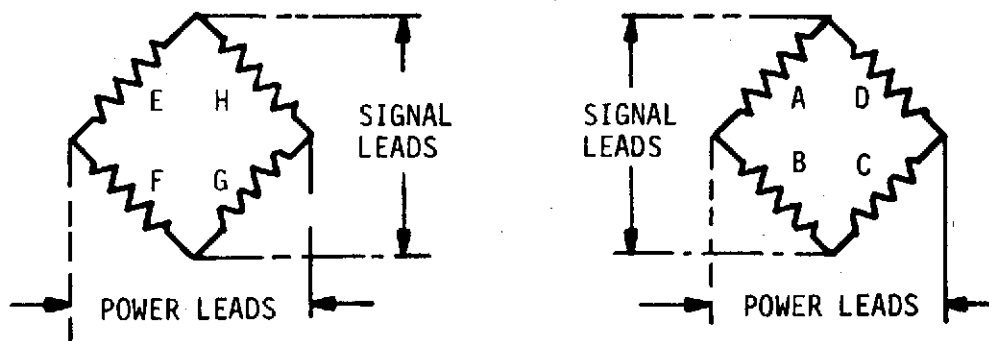 E H
F G
SIGNAL
LEADS
POWER LEADS
SIGNAL
LEADS
A D
B C
POWER LEADS